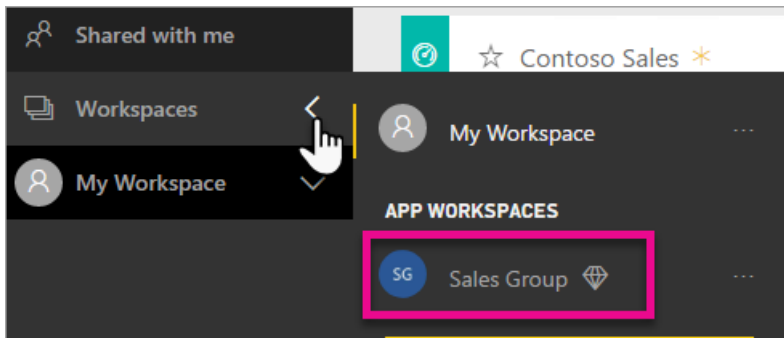 Shared with me
Contoso Sales
Workspaces
My Workspace
My Workspace
APP WORKSPACES
SG Sales Group